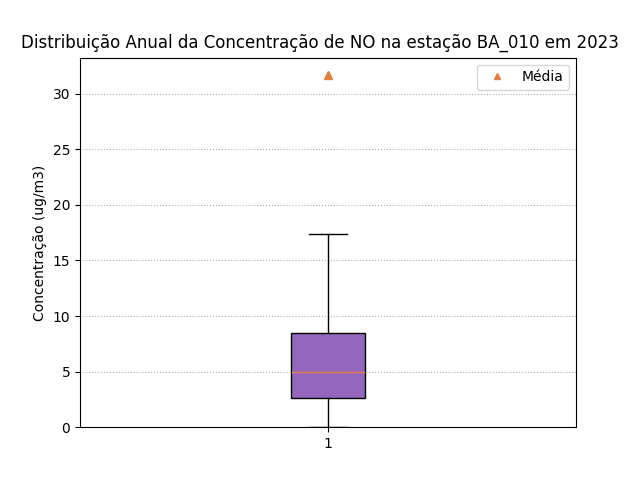 Distribuição Anual da Concentração de NO na estação BA_010 em 2023
Média
Concentração (ug/m3)
30
25
20
15
10
5
0
1